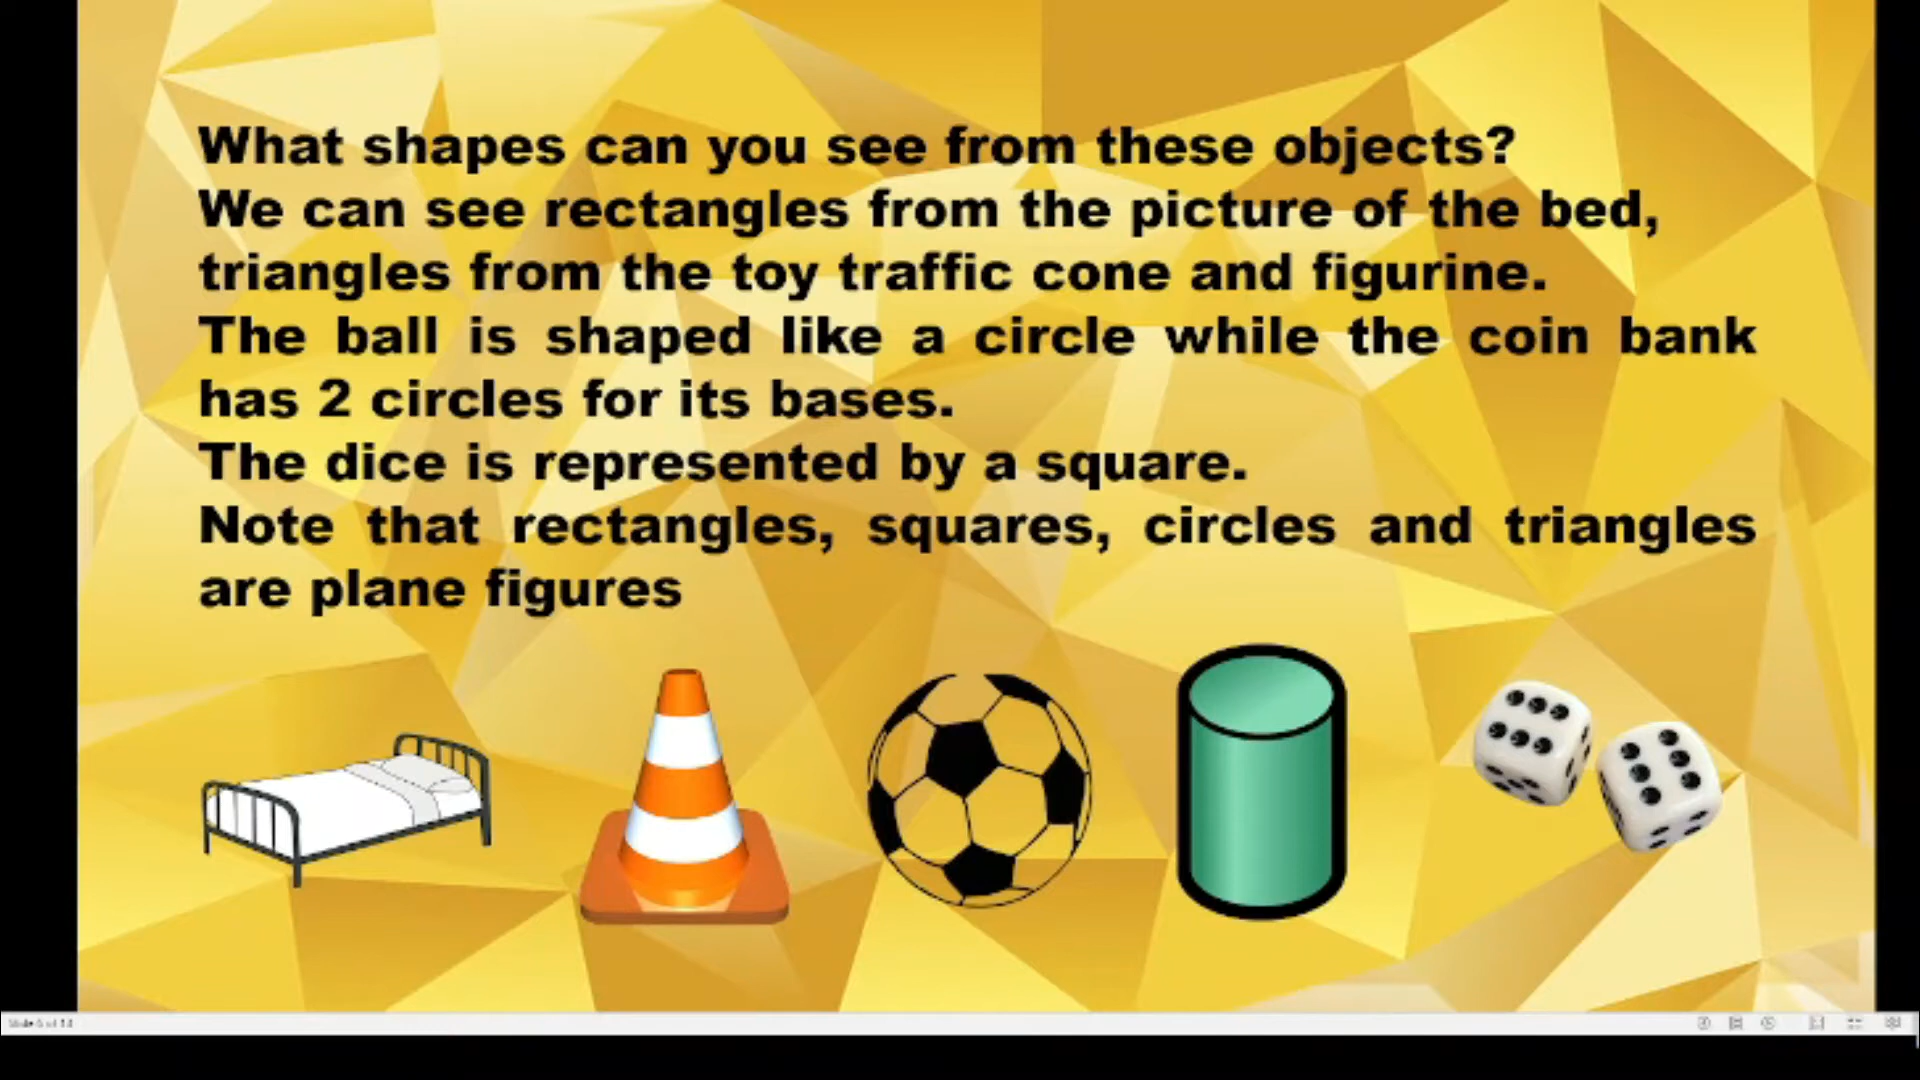 What shapes can you see from these objects?
We can see rectangles from the picture of the bed,
triangles from the toy traffic cone and figurine.
The ball is shaped like a circle while the coin bank
has 2 circles for its bases.
The dice is represented by a square.
Note that rectangles, squares, circles and triangles
are plane figures